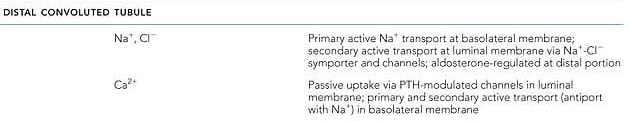 DISTAL CONVOLUTED TUBULE
Na⁺, Cl⁻ Primary active Na⁺ transport at basolateral membrane;
secondary active transport at luminal membrane via Na⁺-Cl⁻
symporter and channels; aldosterone-regulated at distal portion
Ca²⁺ Passive uptake via PTH-modulated channels in luminal
membrane; primary and secondary active transport (antiport
with Na⁺) in basolateral membrane